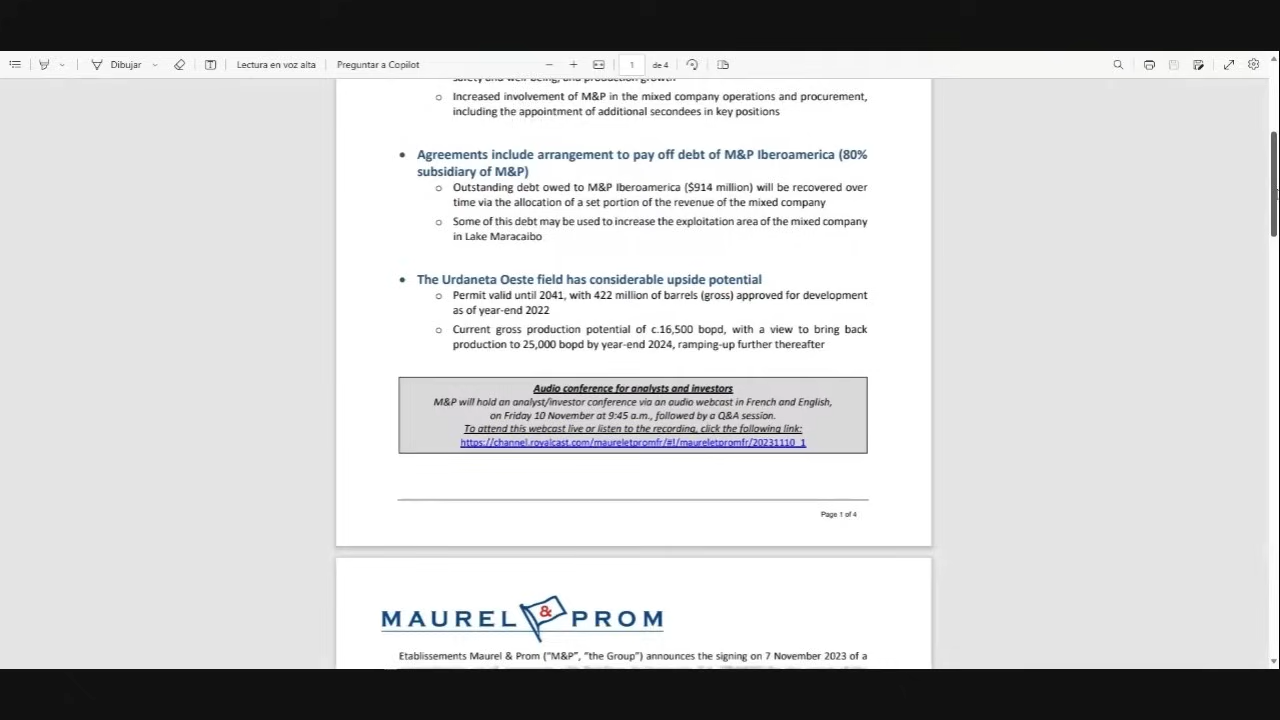 Dibujar
Lectura en voz alta
Preguntar a Copilot
1 de 4
safety and well-being, and production growth
o Increased involvement of M&P in the mixed company operations and procurement,
including the appointment of additional secondees in key positions
• Agreements include arrangement to pay off debt of M&P Iberoamerica (80%
subsidiary of M&P)
o Outstanding debt owed to M&P Iberoamerica ($914 million) will be recovered over
time via the allocation of a set portion of the revenue of the mixed company
o Some of this debt may be used to increase the exploitation area of the mixed company
in Lake Maracaibo
• The Urdaneta Oeste field has considerable upside potential
o Permit valid until 2041, with 422 million of barrels (gross) approved for development
as of year-end 2022
o Current gross production potential of c.16,500 bopd, with a view to bring back
production to 25,000 bopd by year-end 2024, ramping-up further thereafter
Audio conference for analysts and investors
M&P will hold an analyst/investor conference via an audio webcast in French and English,
on Friday 10 November at 9:45 a.m., followed by a Q&A session.
To attend this webcast live or listen to the recording, click the following link:
https://channel.royalcast.com/maureletpromfr/#!/maureletpromfr/20231110_1
Page 1 of 4
MAUREL & PROM
Etablissements Maurel & Prom ("M&P", "the Group") announces the signing on 7 November 2023 of a